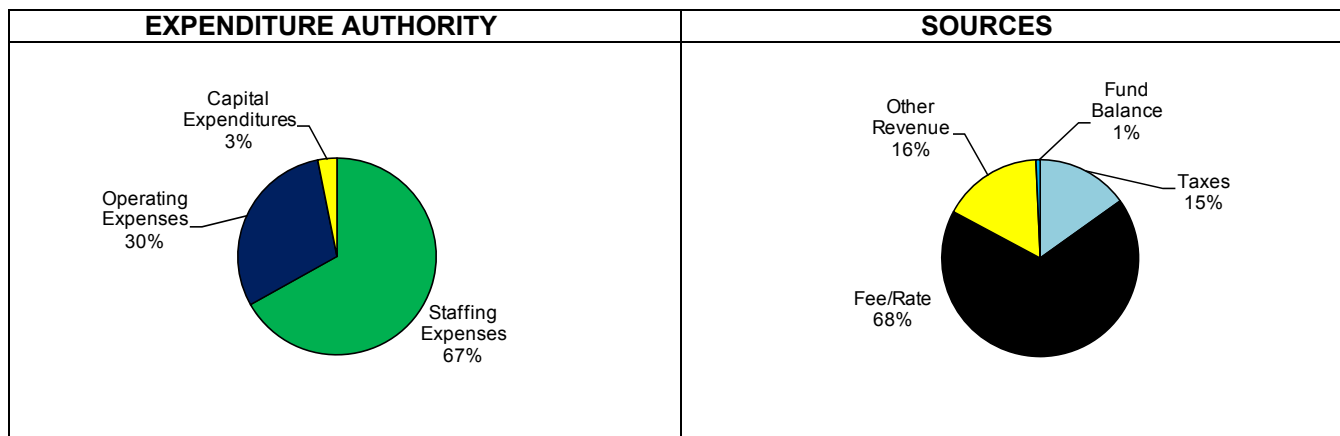 EXPENDITURE AUTHORITY
Capital
Expenditures
3%
Operating
Expenses
30%
Staffing
Expenses
67%
SOURCES
Fund
Balance
1%
Other
Revenue
16%
Taxes
15%
Fee/Rate
68%